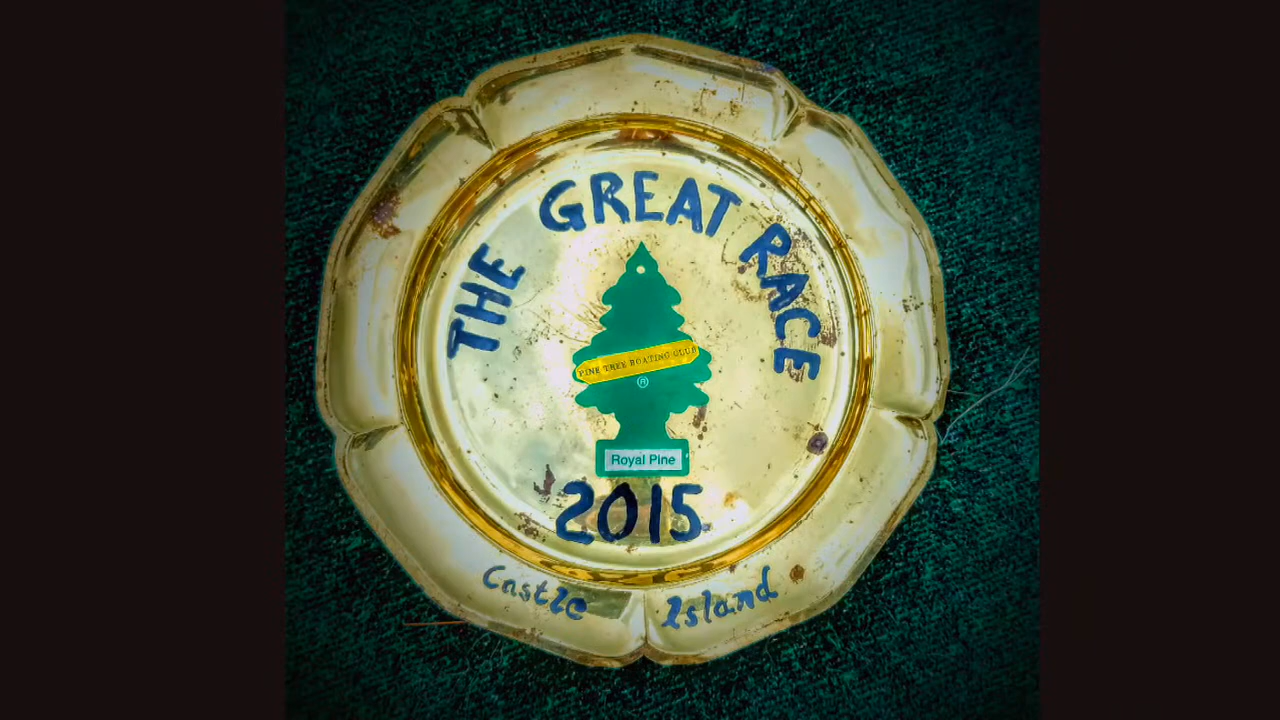 THE GREAT RACE
PINE TREE BOATING CLUB
®
Royal Pine
2015
Castle Island